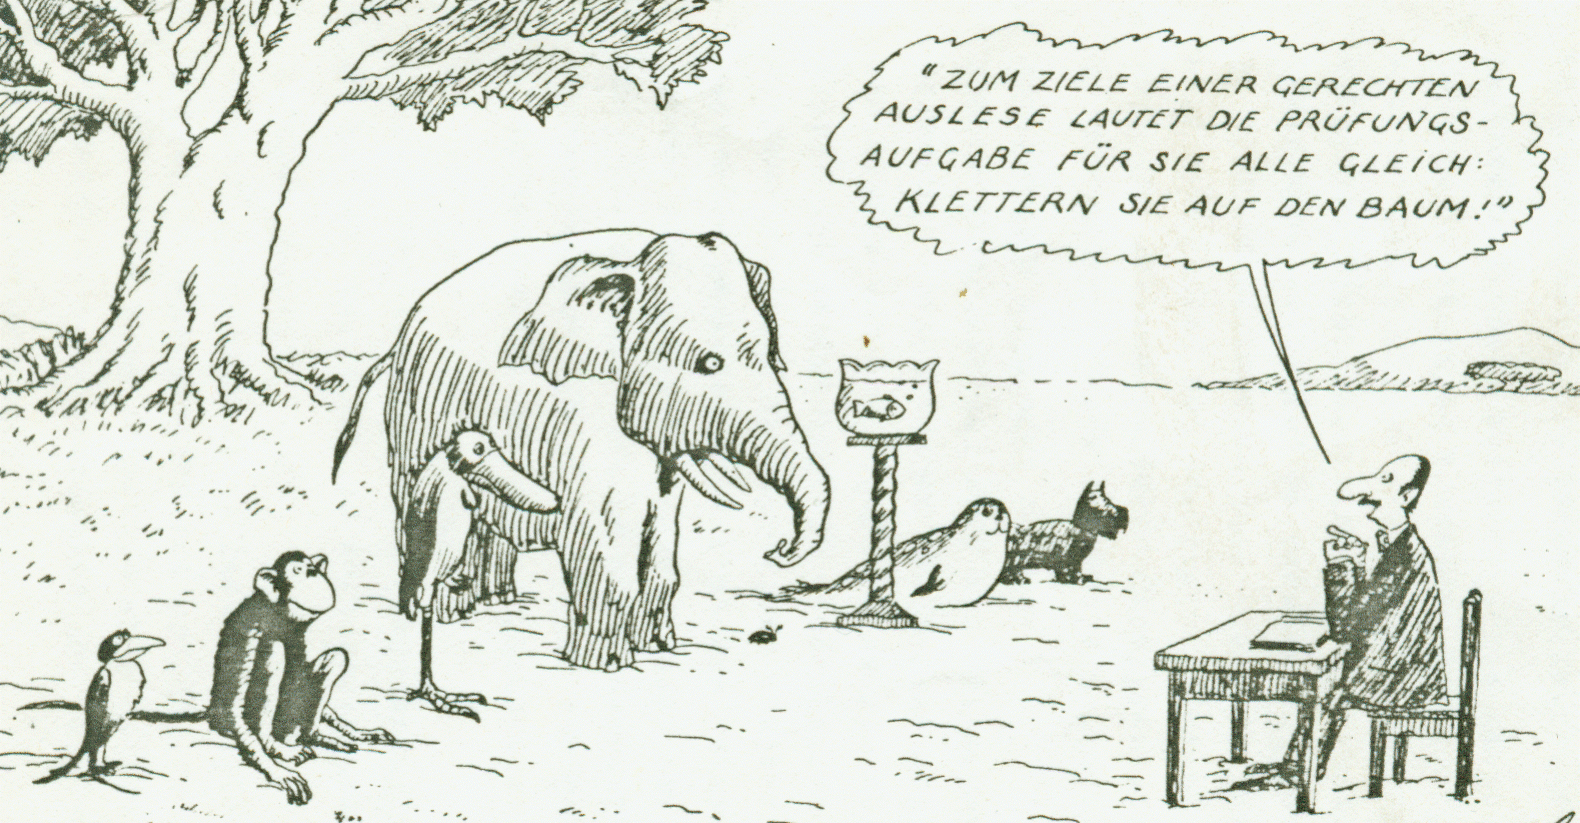 "ZUM ZIELE EINER GERECHTEN
AUSLESE LAUTET DIE PRÜFUNGS-
AUFGABE FÜR SIE ALLE GLEICH:
KLETTERN SIE AUF DEN BAUM!"